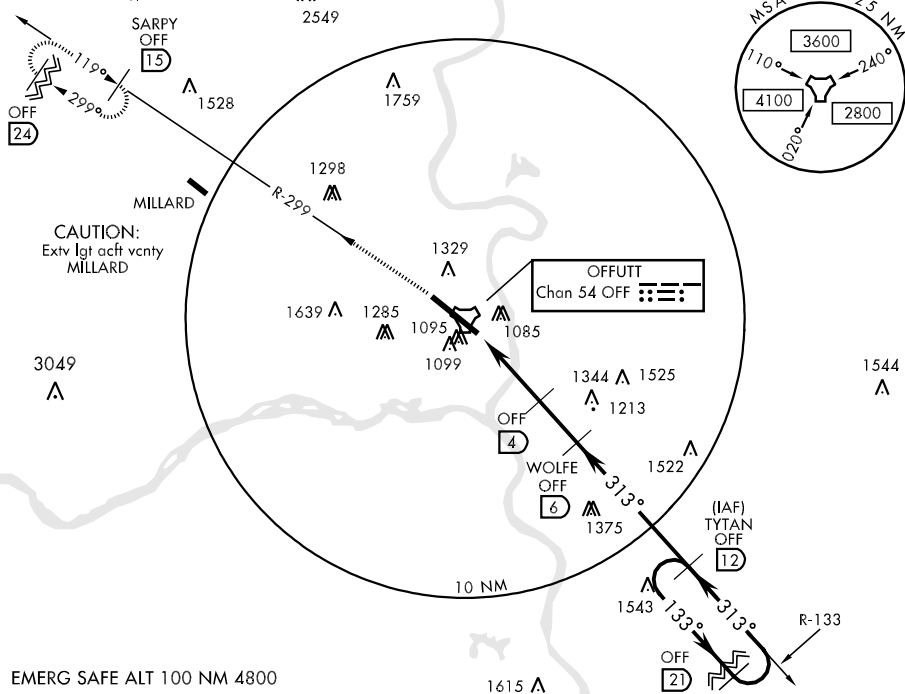 2549
SARPY
OFF
15
119°
299°
OFF
24
1528
1759
MSA
25 NM
3600
110°
240°
4100
2800
020°
1298
R-299
MILLARD
CAUTION:
Extv lgt acft vcnty
MILLARD
1329
OFFUTT
Chan 54 OFF
1639
1285
1095
1085
1099
3049
1344
1525
1213
1544
OFF
4
WOLFE
OFF
6
1522
313°
1375
(IAF)
TYTAN
OFF
12
10 NM
1543
133°
313°
R-133
OFF
21
EMERG SAFE ALT 100 NM 4800
1615